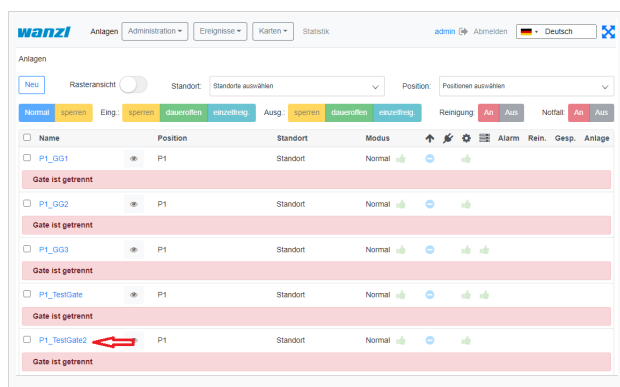 wanzl Anlagen Administration Ereignisse Karten Statistik admin Abmelden Deutsch
Anlagen
Neu Rasteransicht Standort: Standorte auswählen Position: Positionen auswählen
Normal sperren Eing.: sperren daueroffen einzelfreig. Ausg.: sperren daueroffen einzelfreig. Reinigung: An Aus Notfall: An Aus
Name Position Standort Modus Alarm Rein. Gesp. Anlage
P1_GG1 P1 Standort Normal
Gate ist getrennt
P1_GG2 P1 Standort Normal
Gate ist getrennt
P1_GG3 P1 Standort Normal
Gate ist getrennt
P1_TestGate P1 Standort Normal
Gate ist getrennt
P1_TestGate2 P1 Standort Normal
Gate ist getrennt